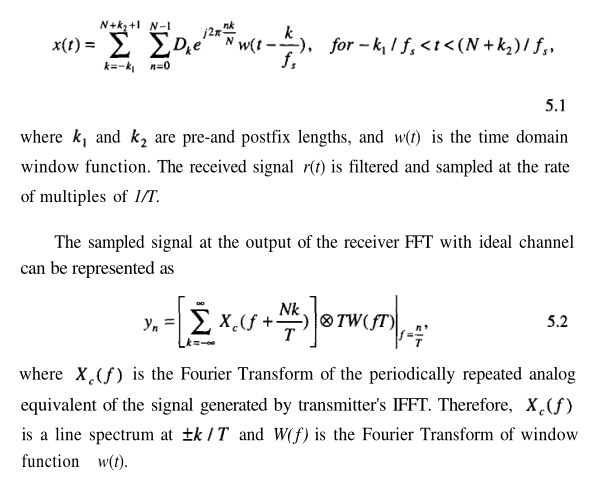 x(t) = \sum_{k=-k_1}^{N+k_2+1} \sum_{n=0}^{N-1} D_k e^{j2\pi \frac{nk}{N}} w(t - \frac{k}{f_s}), for -k_1 / f_s < t < (N + k_2) / f_s,
5.1
where k_1 and k_2 are pre-and postfix lengths, and w(t) is the time domain
window function. The received signal r(t) is filtered and sampled at the rate
of multiples of 1/T.
The sampled signal at the output of the receiver FFT with ideal channel
can be represented as
y_n = \left[ \sum_{k=-\infty}^{\infty} X_c(f + \frac{Nk}{T}) \right] \otimes TW(fT) \Big|_{f=\frac{n}{T}}, 5.2
where X_c(f) is the Fourier Transform of the periodically repeated analog
equivalent of the signal generated by transmitter's IFFT. Therefore, X_c(f)
is a line spectrum at ±k / T and W(f) is the Fourier Transform of window
function w(t).